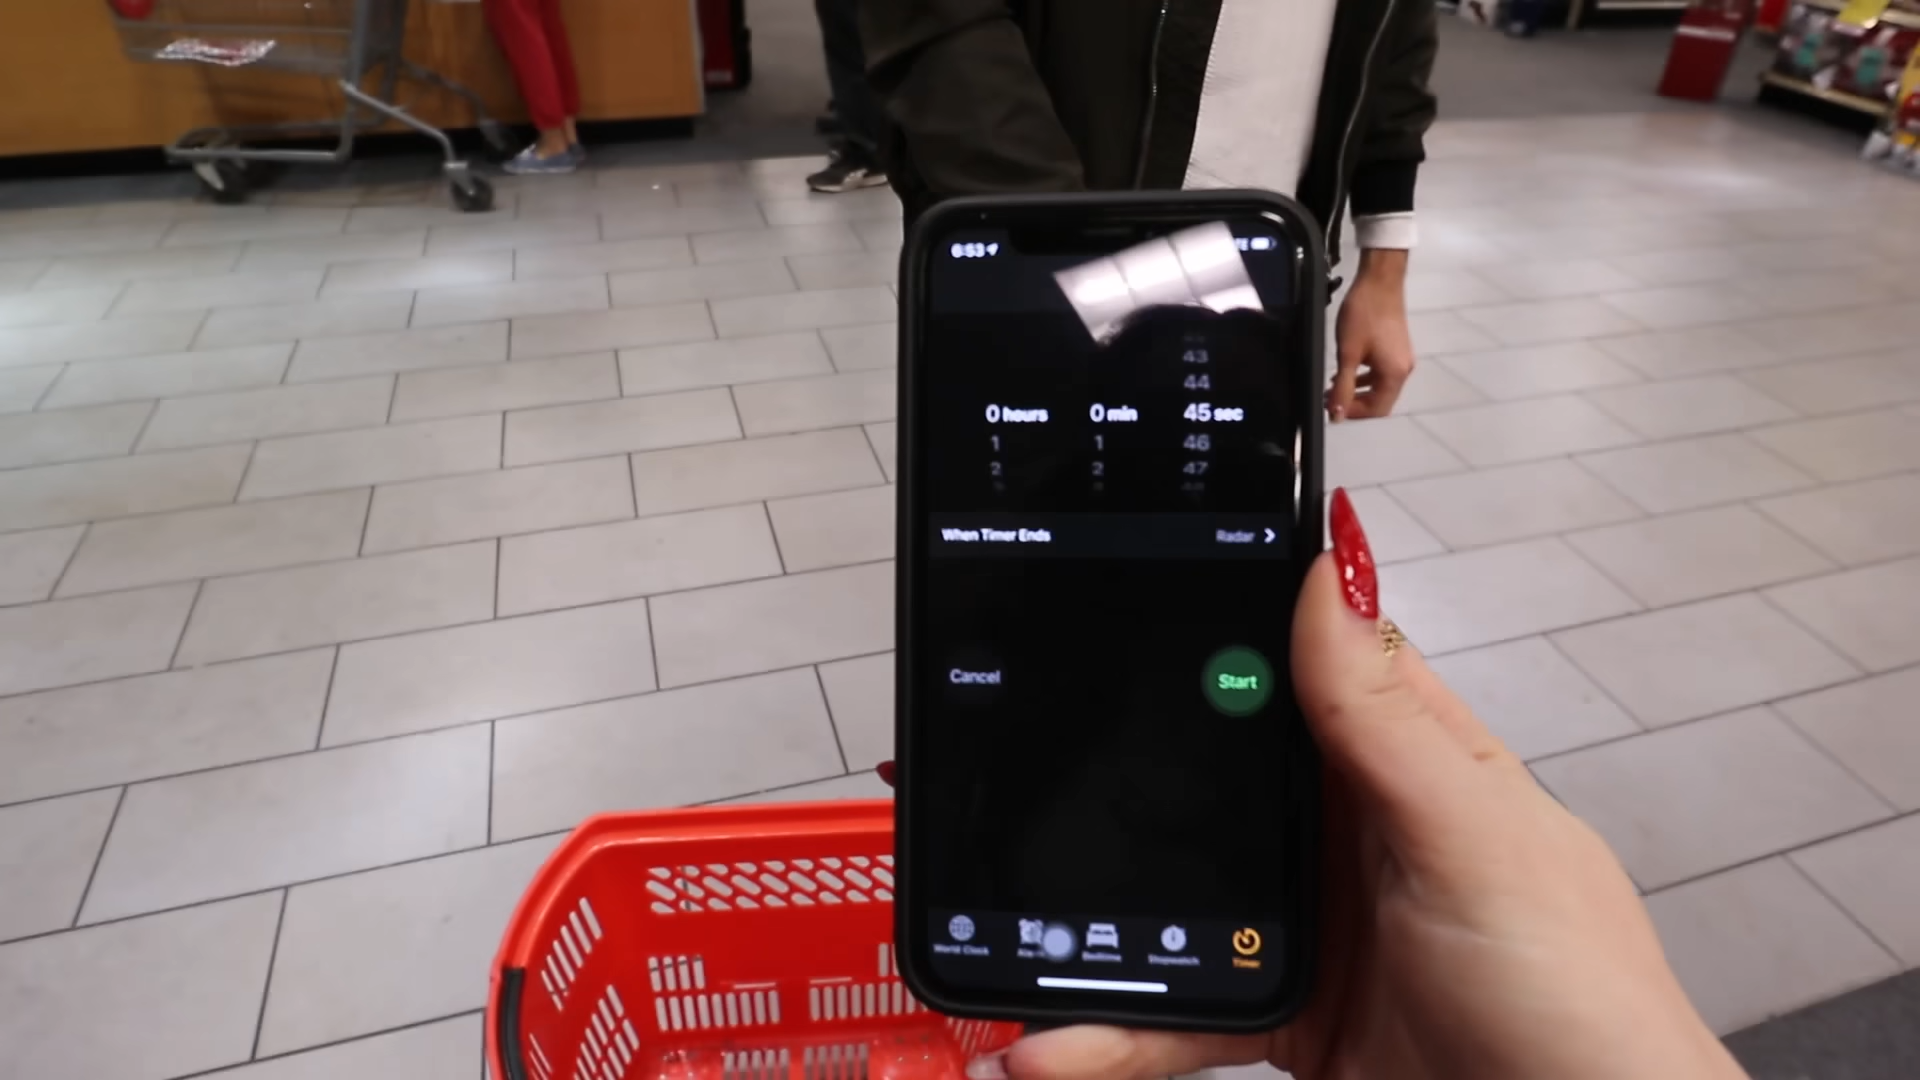 6:53
43
44
0 hours 0 min 45 sec
1 1 46
2 2 47
When Timer Ends Radar
Cancel Start
World Clock Bedtime Stopwatch Timer